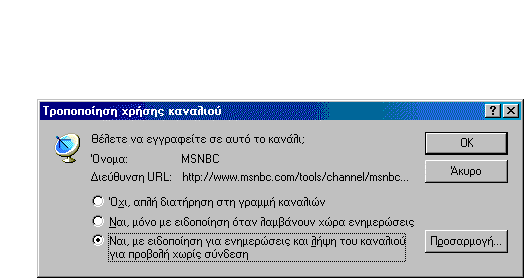 Τροποποίηση χρήσης καναλιού
Θέλετε να εγγραφείτε σε αυτό το κανάλι;
Όνομα: MSNBC
Διεύθυνση URL: http://www.msnbc.com/tools/channel/msnbc...
Όχι, απλή διατήρηση στη γραμμή καναλιών
Ναι, μόνο με ειδοποίηση όταν λαμβάνουν χώρα ενημερώσεις
Ναι, με ειδοποίηση για ενημερώσεις και λήψη του καναλιού
για προβολή χωρίς σύνδεση
OK
Άκυρο
Προσαρμογή...